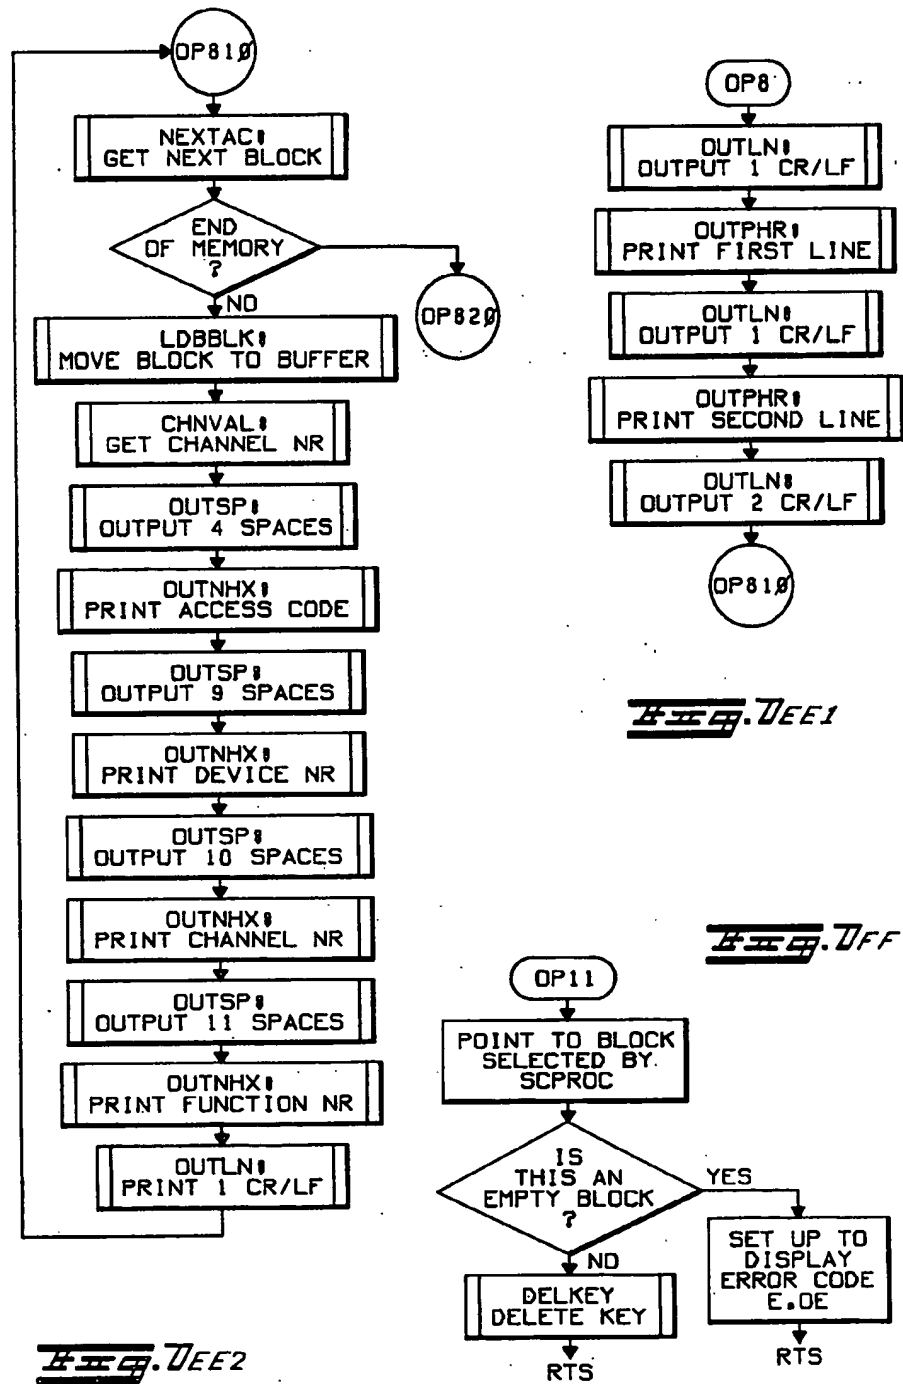 OP810
NEXTAC:
GET NEXT BLOCK
END
OF MEMORY
?
NO
OP820
LDBBLK:
MOVE BLOCK TO BUFFER
CHNVAL:
GET CHANNEL NR
OUTSP:
OUTPUT 4 SPACES
OUTNHX:
PRINT ACCESS CODE
OUTSP:
OUTPUT 9 SPACES
OUTNHX:
PRINT DEVICE NR
OUTSP:
OUTPUT 10 SPACES
OUTNHX:
PRINT CHANNEL NR
OUTSP:
OUTPUT 11 SPACES
OUTNHX:
PRINT FUNCTION NR
OUTLN:
PRINT 1 CR/LF
Fig. DEE2
OP8
OUTLN:
OUTPUT 1 CR/LF
OUTPHR:
PRINT FIRST LINE
OUTLN:
OUTPUT 1 CR/LF
OUTPHR:
PRINT SECOND LINE
OUTLN:
OUTPUT 2 CR/LF
OP810
Fig. DEE1
Fig. DFF
OP11
POINT TO BLOCK
SELECTED BY
SCPROC
IS
THIS AN
EMPTY BLOCK
?
YES
NO
SET UP TO
DISPLAY
ERROR CODE
E.OE
RTS
DELKEY
DELETE KEY
RTS